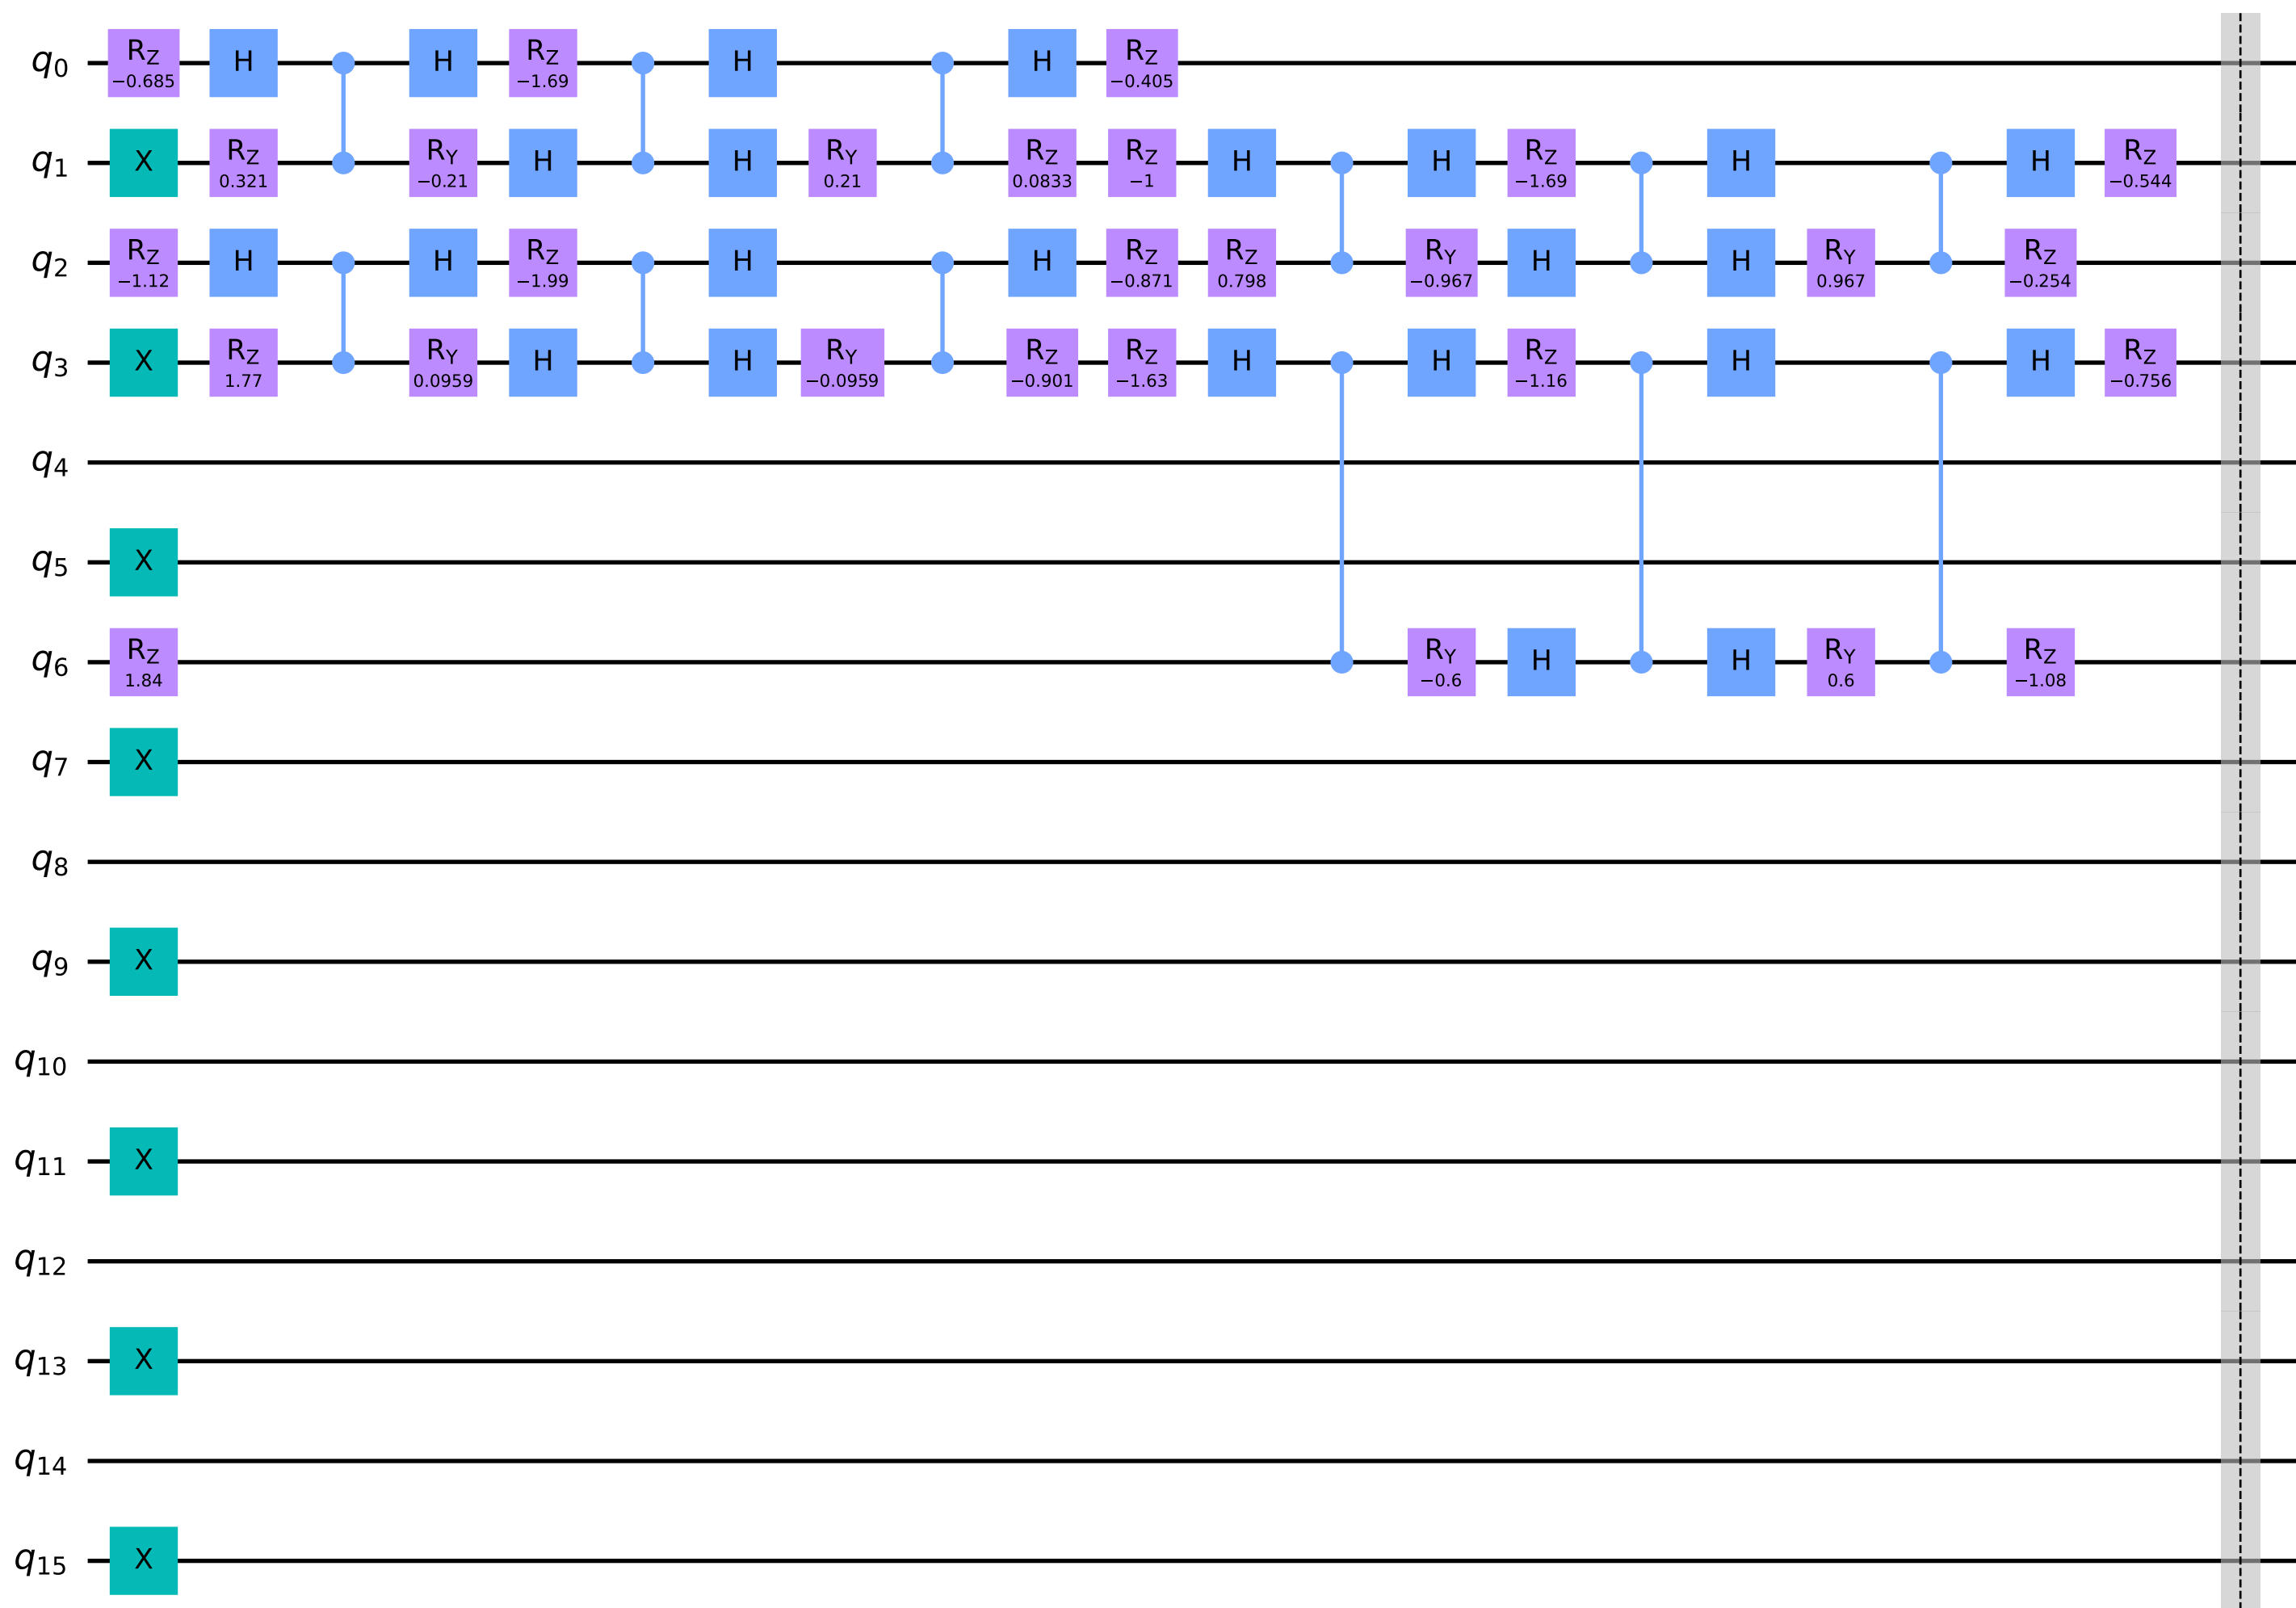 q0 RZ −0.685 H H RZ −1.69 H H RZ −0.405
q1 X RZ 0.321 RY −0.21 H H RY 0.21 RZ 0.0833 RZ −1 H H RZ −1.69 H H RZ −0.544
q2 RZ −1.12 H H RZ −1.99 H H RZ −0.871 RZ 0.798 RY −0.967 H H RY 0.967 RZ −0.254
q3 X RZ 1.77 RY 0.0959 H H RY −0.0959 RZ −0.901 RZ −1.63 H H RZ −1.16 H H RZ −0.756
q4
q5 X
q6 RZ 1.84 RY −0.6 H H RY 0.6 RZ −1.08
q7 X
q8
q9 X
q10
q11 X
q12
q13 X
q14
q15 X